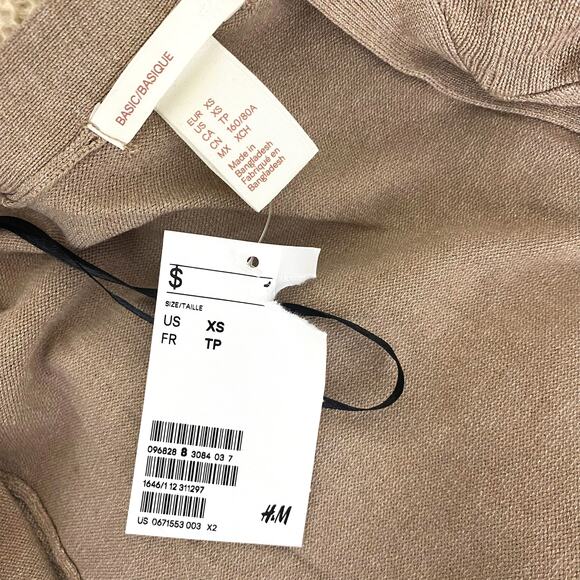 BASIC/BASIQUE
EUR XS
US XS
CA TP
CN 160/80A
MX XCH
Made in
Bangladesh
Fabriqué en
Bangladesh
$
SIZE/TAILLE
US XS
FR TP
096828 8 3084 03 7
1646/1 12 311297
US 0671553 003 X2
H&M